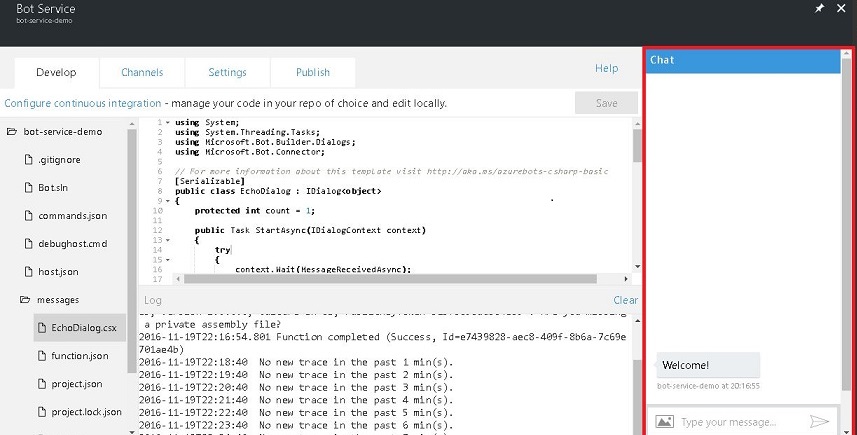 Bot Service
bot-service-demo
Develop
Channels
Settings
Publish
Help
Configure continuous integration - manage your code in your repo of choice and edit locally.
Save
bot-service-demo
.gitignore
Bot.sln
commands.json
debughost.cmd
host.json
messages
EchoDialog.csx
function.json
project.json
project.lock.json
1 using System;
2 using System.Threading.Tasks;
3 using Microsoft.Bot.Builder.Dialogs;
4 using Microsoft.Bot.Connector;
5
6 // For more information about this template visit http://aka.ms/azurebots-csharp-basic
7 [Serializable]
8 public class EchoDialog : IDialog<object>
9 {
10 protected int count = 1;
11
12 public Task StartAsync(IDialogContext context)
13 {
14 try
15 {
16 context.Wait(MessageReceivedAsync);
17
Log
Clear
a private assembly file?
2016-11-19T22:16:54.801 Function completed (Success, Id=e7439828-aec8-409f-8b6a-7c69e
701ae4b)
2016-11-19T22:18:40 No new trace in the past 1 min(s).
2016-11-19T22:19:40 No new trace in the past 2 min(s).
2016-11-19T22:20:40 No new trace in the past 3 min(s).
2016-11-19T22:21:40 No new trace in the past 4 min(s).
2016-11-19T22:22:40 No new trace in the past 5 min(s).
2016-11-19T22:23:40 No new trace in the past 6 min(s).
Chat
Welcome!
bot-service-demo at 20:16:55
Type your message...